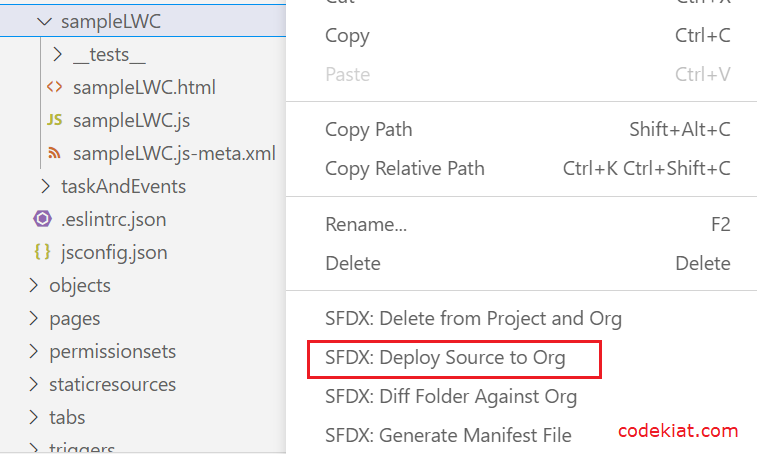 sampleLWC
__tests__
sampleLWC.html
JS sampleLWC.js
sampleLWC.js-meta.xml
taskAndEvents
.eslintrc.json
{} jsconfig.json
objects
pages
permissionsets
staticresources
tabs
triggers
Cut Ctrl+X
Copy Ctrl+C
Paste Ctrl+V
Copy Path Shift+Alt+C
Copy Relative Path Ctrl+K Ctrl+Shift+C
Rename... F2
Delete Delete
SFDX: Delete from Project and Org
SFDX: Deploy Source to Org
SFDX: Diff Folder Against Org
SFDX: Generate Manifest File
codekiat.com